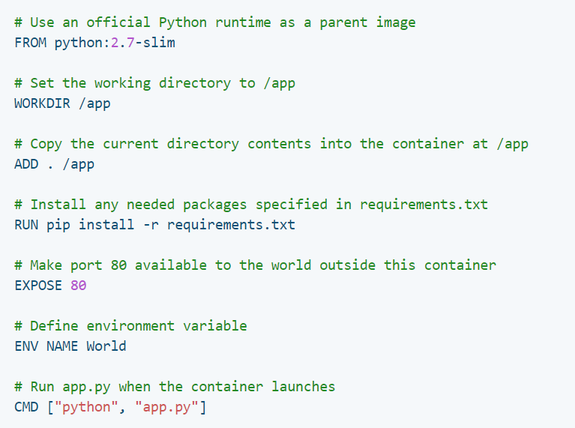 # Use an official Python runtime as a parent image
FROM python:2.7-slim
# Set the working directory to /app
WORKDIR /app
# Copy the current directory contents into the container at /app
ADD . /app
# Install any needed packages specified in requirements.txt
RUN pip install -r requirements.txt
# Make port 80 available to the world outside this container
EXPOSE 80
# Define environment variable
ENV NAME World
# Run app.py when the container launches
CMD ["python", "app.py"]